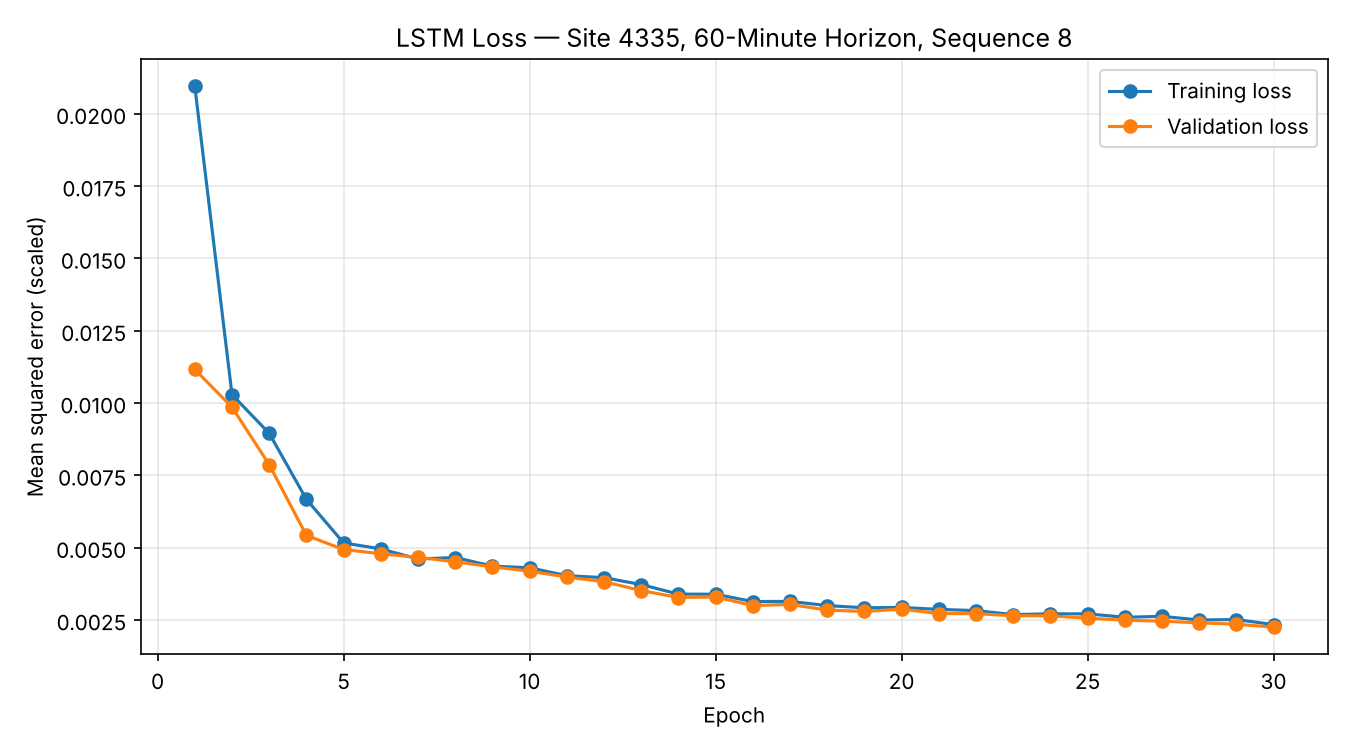 LSTM Loss — Site 4335, 60-Minute Horizon, Sequence 8
Training loss
Validation loss
Mean squared error (scaled)
0.0200
0.0175
0.0150
0.0125
0.0100
0.0075
0.0050
0.0025
0 5 10 15 20 25 30
Epoch